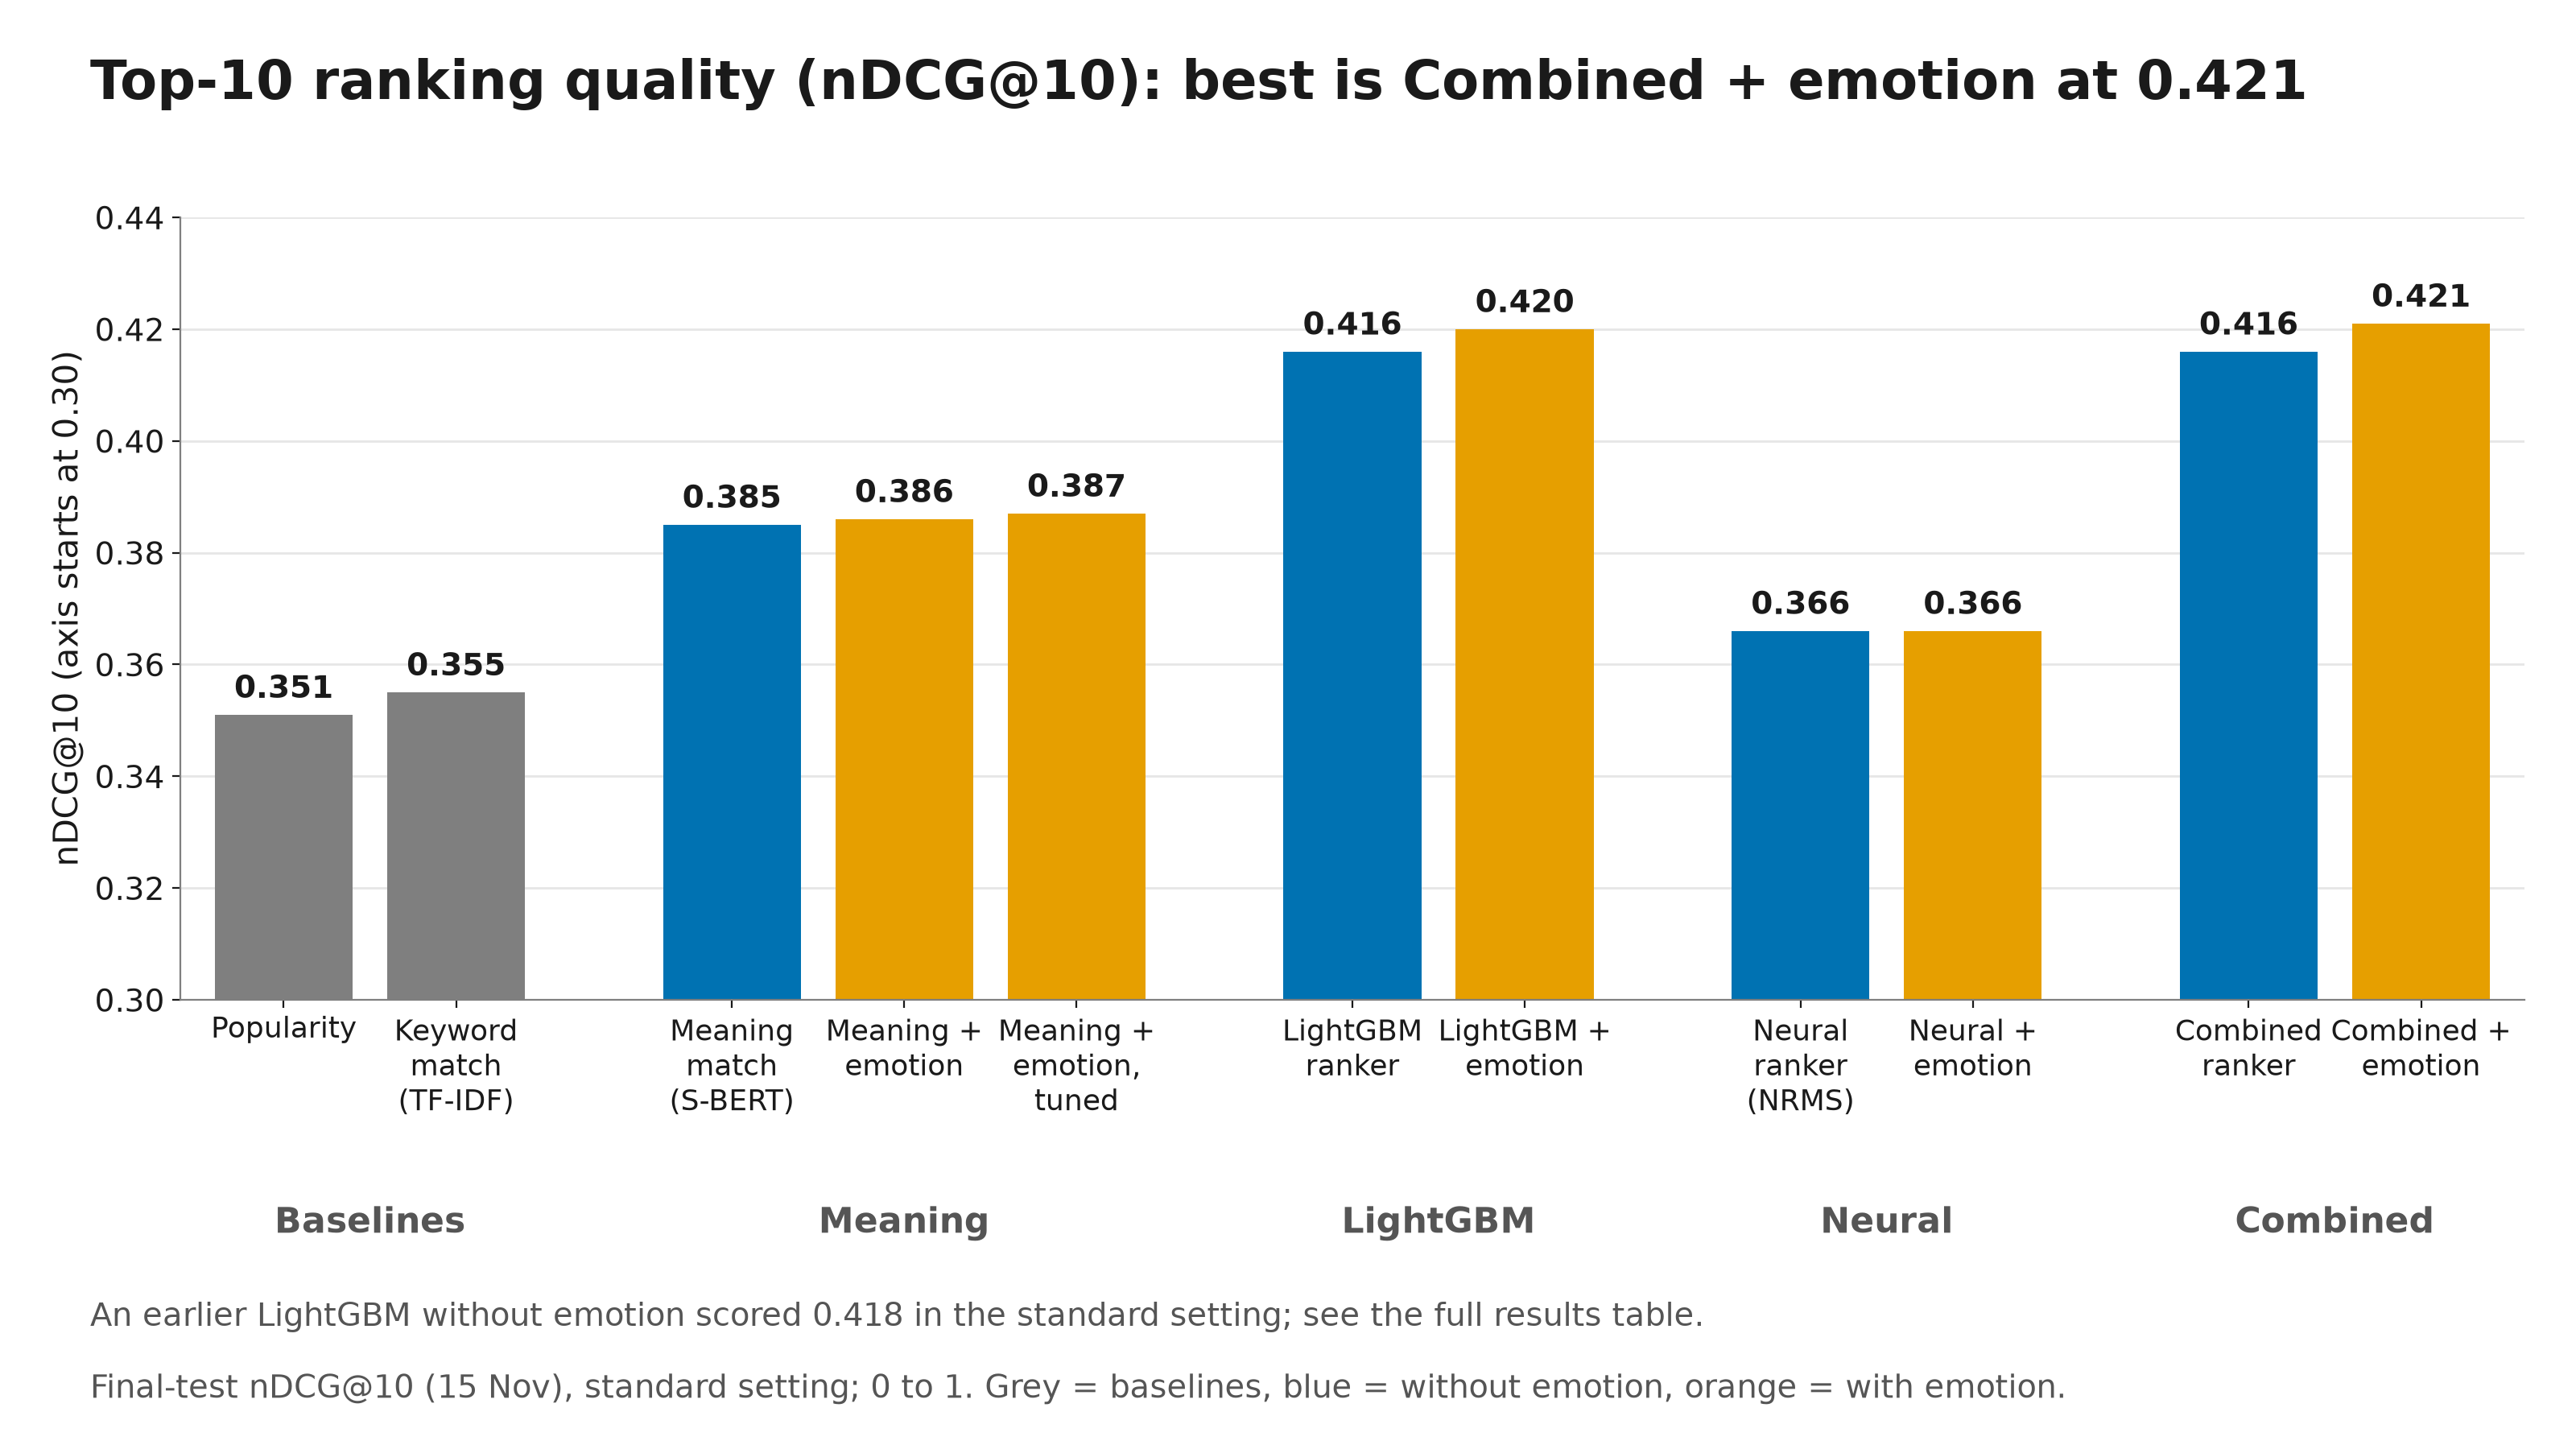 Top-10 ranking quality (nDCG@10): best is Combined + emotion at 0.421
nDCG@10 (axis starts at 0.30)
0.44
0.42
0.40
0.38
0.36
0.34
0.32
0.30
0.351
0.355
0.385
0.386
0.387
0.416
0.420
0.366
0.366
0.416
0.421
Popularity
Keyword
match
(TF-IDF)
Meaning
match
(S-BERT)
Meaning +
emotion
Meaning +
emotion,
tuned
LightGBM
ranker
LightGBM +
emotion
Neural
ranker
(NRMS)
Neural +
emotion
Combined
ranker
Combined +
emotion
Baselines
Meaning
LightGBM
Neural
Combined
An earlier LightGBM without emotion scored 0.418 in the standard setting; see the full results table.
Final-test nDCG@10 (15 Nov), standard setting; 0 to 1. Grey = baselines, blue = without emotion, orange = with emotion.